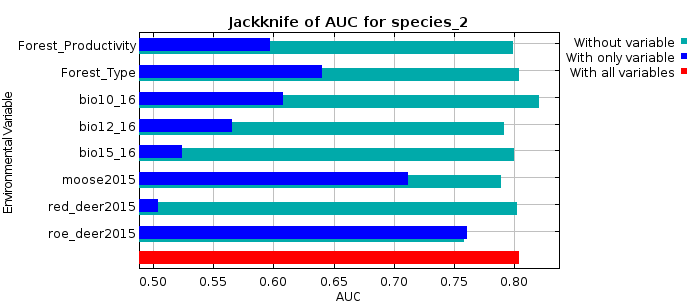 Jackknife of AUC for species_2
Environmental Variable
Forest_Productivity
Forest_Type
bio10_16
bio12_16
bio15_16
moose2015
red_deer2015
roe_deer2015
0.50 0.55 0.60 0.65 0.70 0.75 0.80
AUC
Without variable
With only variable
With all variables